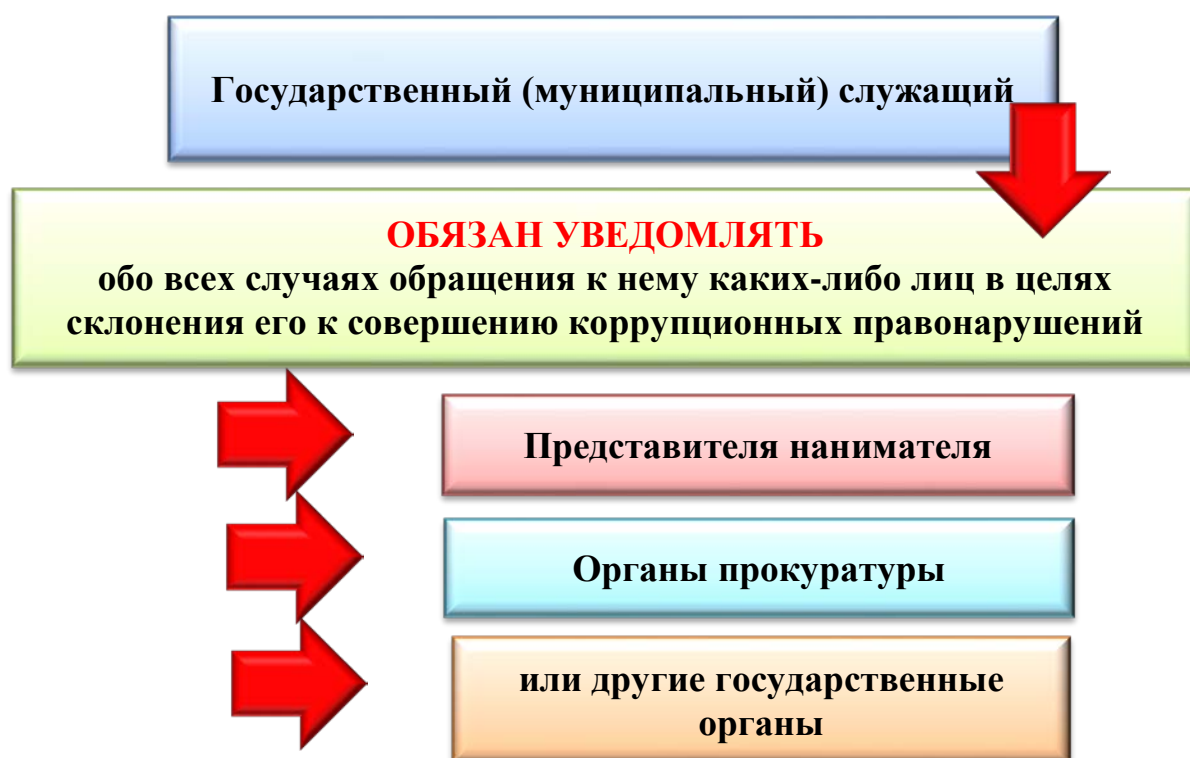 Государственный (муниципальный) служащий
ОБЯЗАН УВЕДОМЛЯТЬ
обо всех случаях обращения к нему каких-либо лиц в целях
склонения его к совершению коррупционных правонарушений
Представителя нанимателя
Органы прокуратуры
или другие государственные
органы